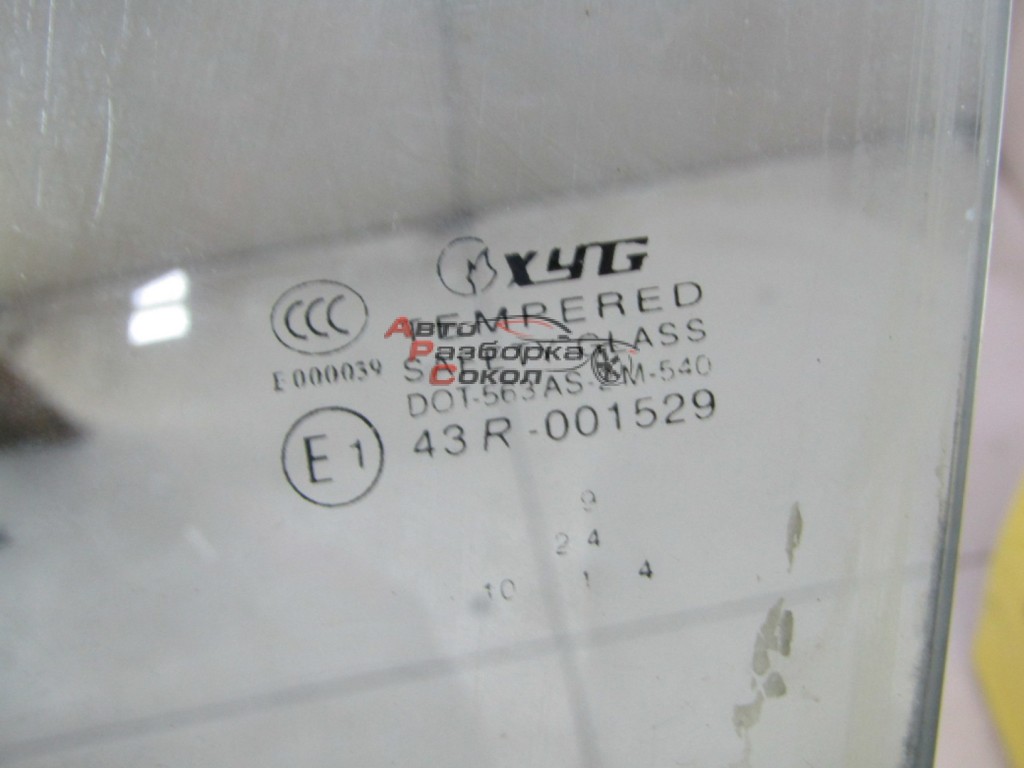 XYG
CCC
TEMPERED
SAFETY GLASS
E000039
DOT-563 AS-2 M-540
E1
43R-001529
9
2 4
10 1 4
Авто
Разборка
Сокол